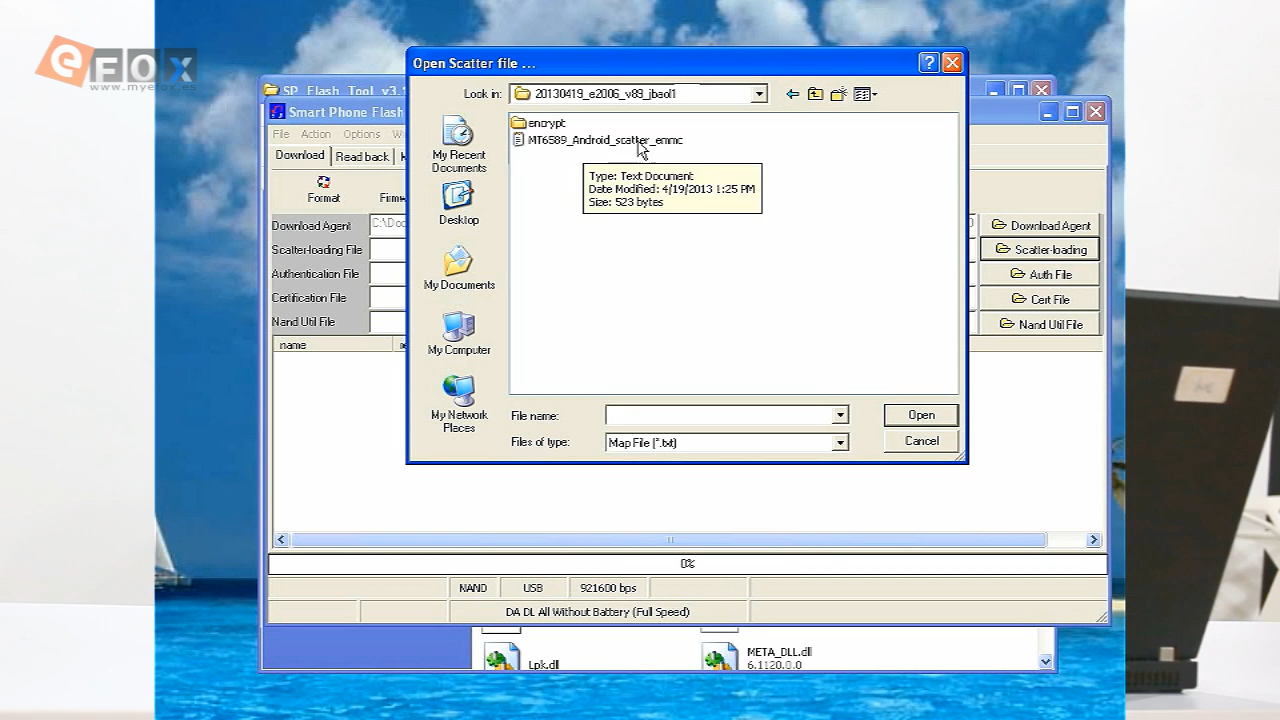 eFOX
www.myefox.es
Open Scatter file ...
SP_Flash_Tool_v3.1
Look in:
20130419_e2006_v89_jbaol1
Smart Phone Flash
File Action Options
encrypt
MT6589_Android_scatter_emmc
Download
Read back
My Recent
Documents
Type: Text Document
Date Modified: 4/19/2013 1:25 PM
Size: 523 bytes
Format
Desktop
Download Agent
C:\Doc
Download Agent
Scatter-loading File
Scatter-loading
Authentication File
Auth File
My Documents
Certification File
Cert File
Nand Util File
Nand Util File
name
My Computer
My Network
Places
File name:
Open
Files of type:
Map File (*.txt)
Cancel
0%
NAND
USB
921600 bps
DA DL All Without Battery (Full Speed)
Lpk.dll
META_DLL.dll
6.1120.0.0